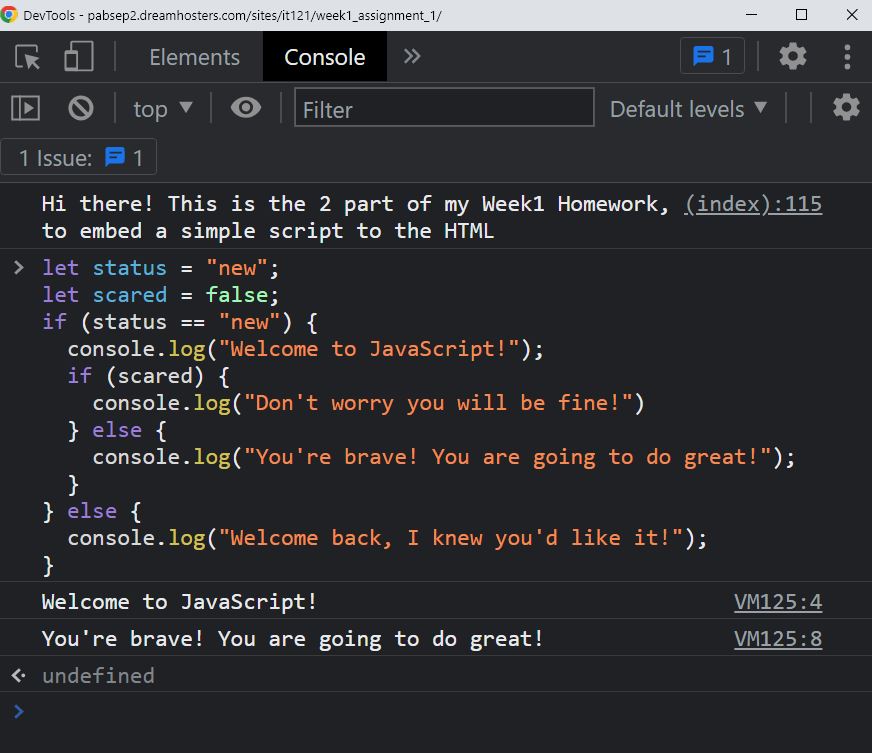 DevTools - pabsep2.dreamhosters.com/sites/it121/week1_assignment_1/
Elements Console 1
top Filter Default levels
1 Issue: 1
Hi there! This is the 2 part of my Week1 Homework, (index):115
to embed a simple script to the HTML
let status = "new";
let scared = false;
if (status == "new") {
  console.log("Welcome to JavaScript!");
  if (scared) {
    console.log("Don't worry you will be fine!")
  } else {
    console.log("You're brave! You are going to do great!");
  }
} else {
  console.log("Welcome back, I knew you'd like it!");
}
Welcome to JavaScript! VM125:4
You're brave! You are going to do great! VM125:8
undefined